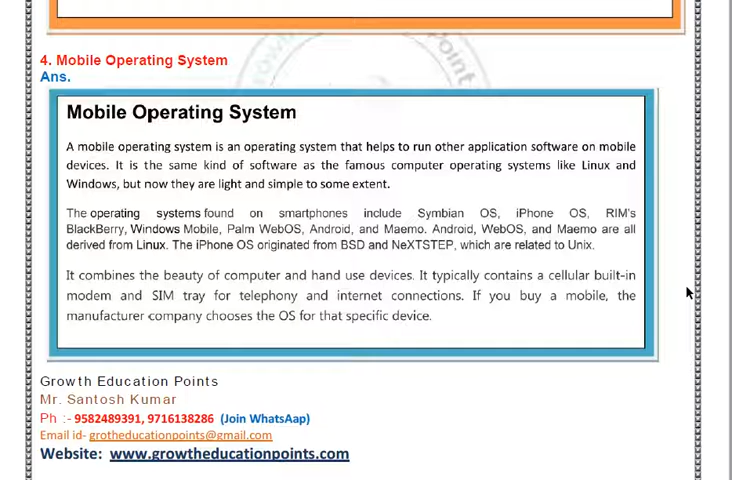 4. Mobile Operating System
Ans.
Mobile Operating System
A mobile operating system is an operating system that helps to run other application software on mobile
devices. It is the same kind of software as the famous computer operating systems like Linux and
Windows, but now they are light and simple to some extent.
The operating systems found on smartphones include Symbian OS, iPhone OS, RIM's
BlackBerry, Windows Mobile, Palm WebOS, Android, and Maemo. Android, WebOS, and Maemo are all
derived from Linux. The iPhone OS originated from BSD and NeXTSTEP, which are related to Unix.
It combines the beauty of computer and hand use devices. It typically contains a cellular built-in
modem and SIM tray for telephony and internet connections. If you buy a mobile, the
manufacturer company chooses the OS for that specific device.
Growth Education Points
Mr. Santosh Kumar
Ph :- 9582489391, 9716138286 (Join WhatsAap)
Email id- grotheducationpoints@gmail.com
Website: www.growtheducationpoints.com